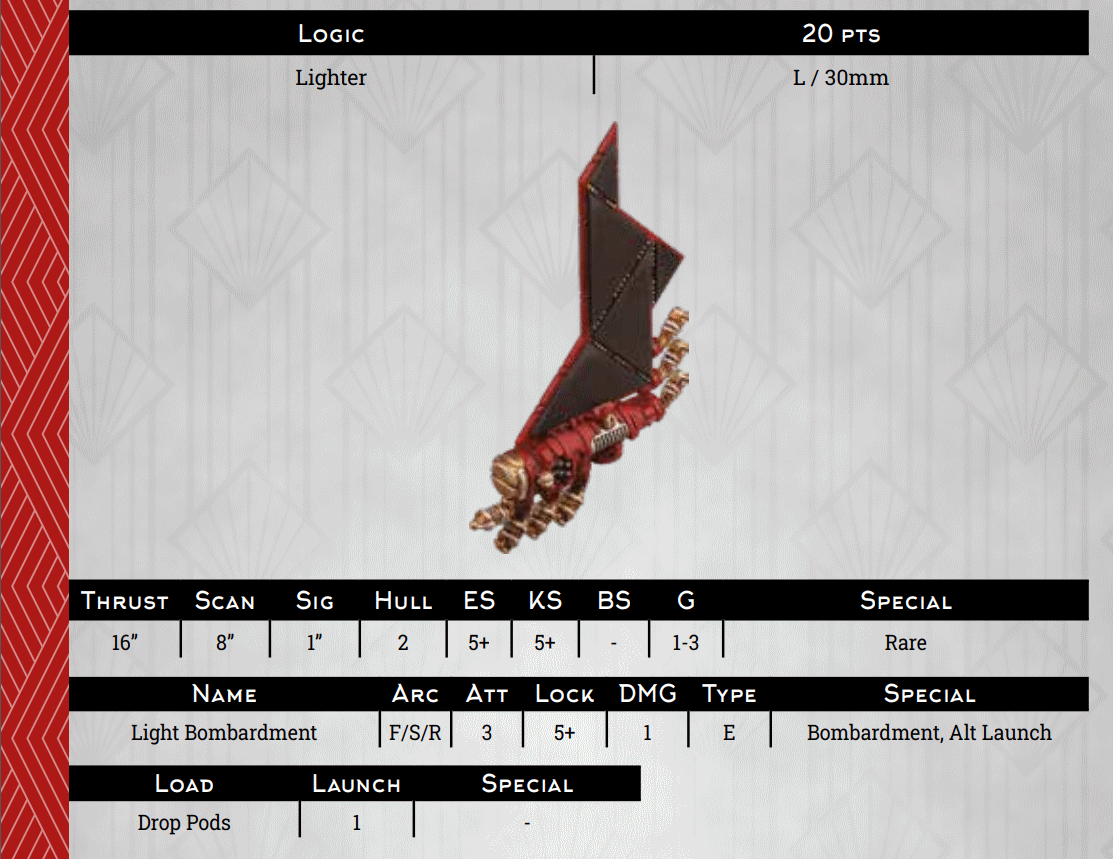 Logic 20 pts
Lighter L / 30mm
Thrust Scan Sig Hull ES KS BS G Special
16” 8” 1” 2 5+ 5+ - 1-3 Rare
Name Arc Att Lock DMG Type Special
Light Bombardment F/S/R 3 5+ 1 E Bombardment, Alt Launch
Load Launch Special
Drop Pods 1 -